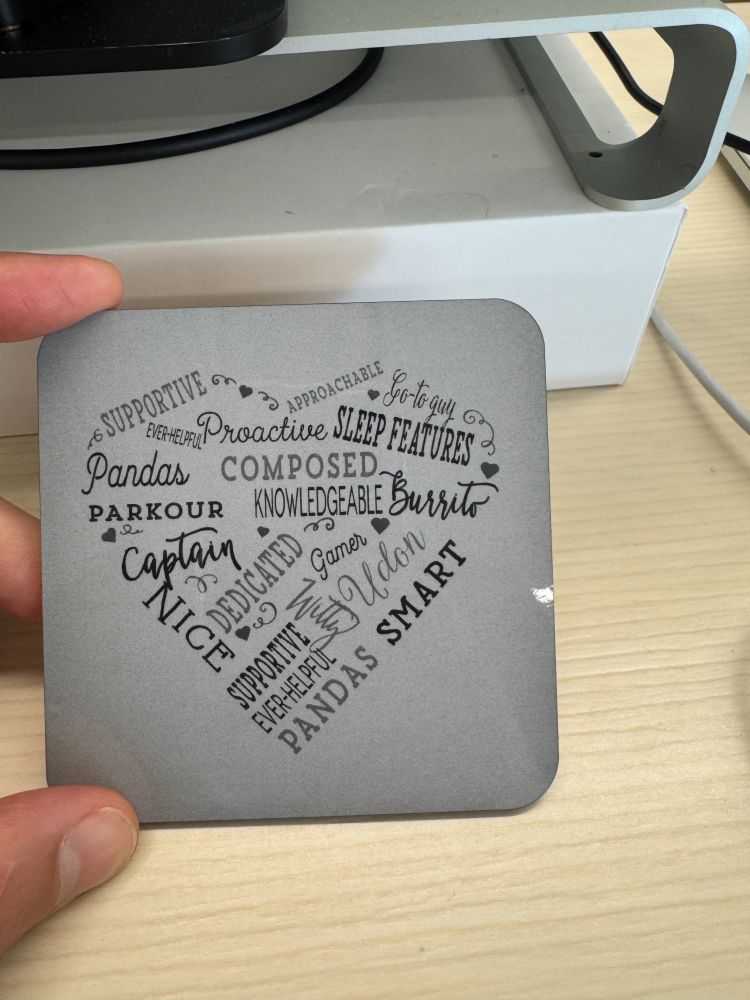 SUPPORTIVE
APPROACHABLE
Go-to guy
EVER-HELPFUL
Proactive
SLEEP FEATURES
Pandas
COMPOSED
PARKOUR
KNOWLEDGEABLE
Burrito
Captain
DEDICATED
Gamer
Udon
NICE
Witty
SMART
SUPPORTIVE
EVER-HELPFUL
PANDAS